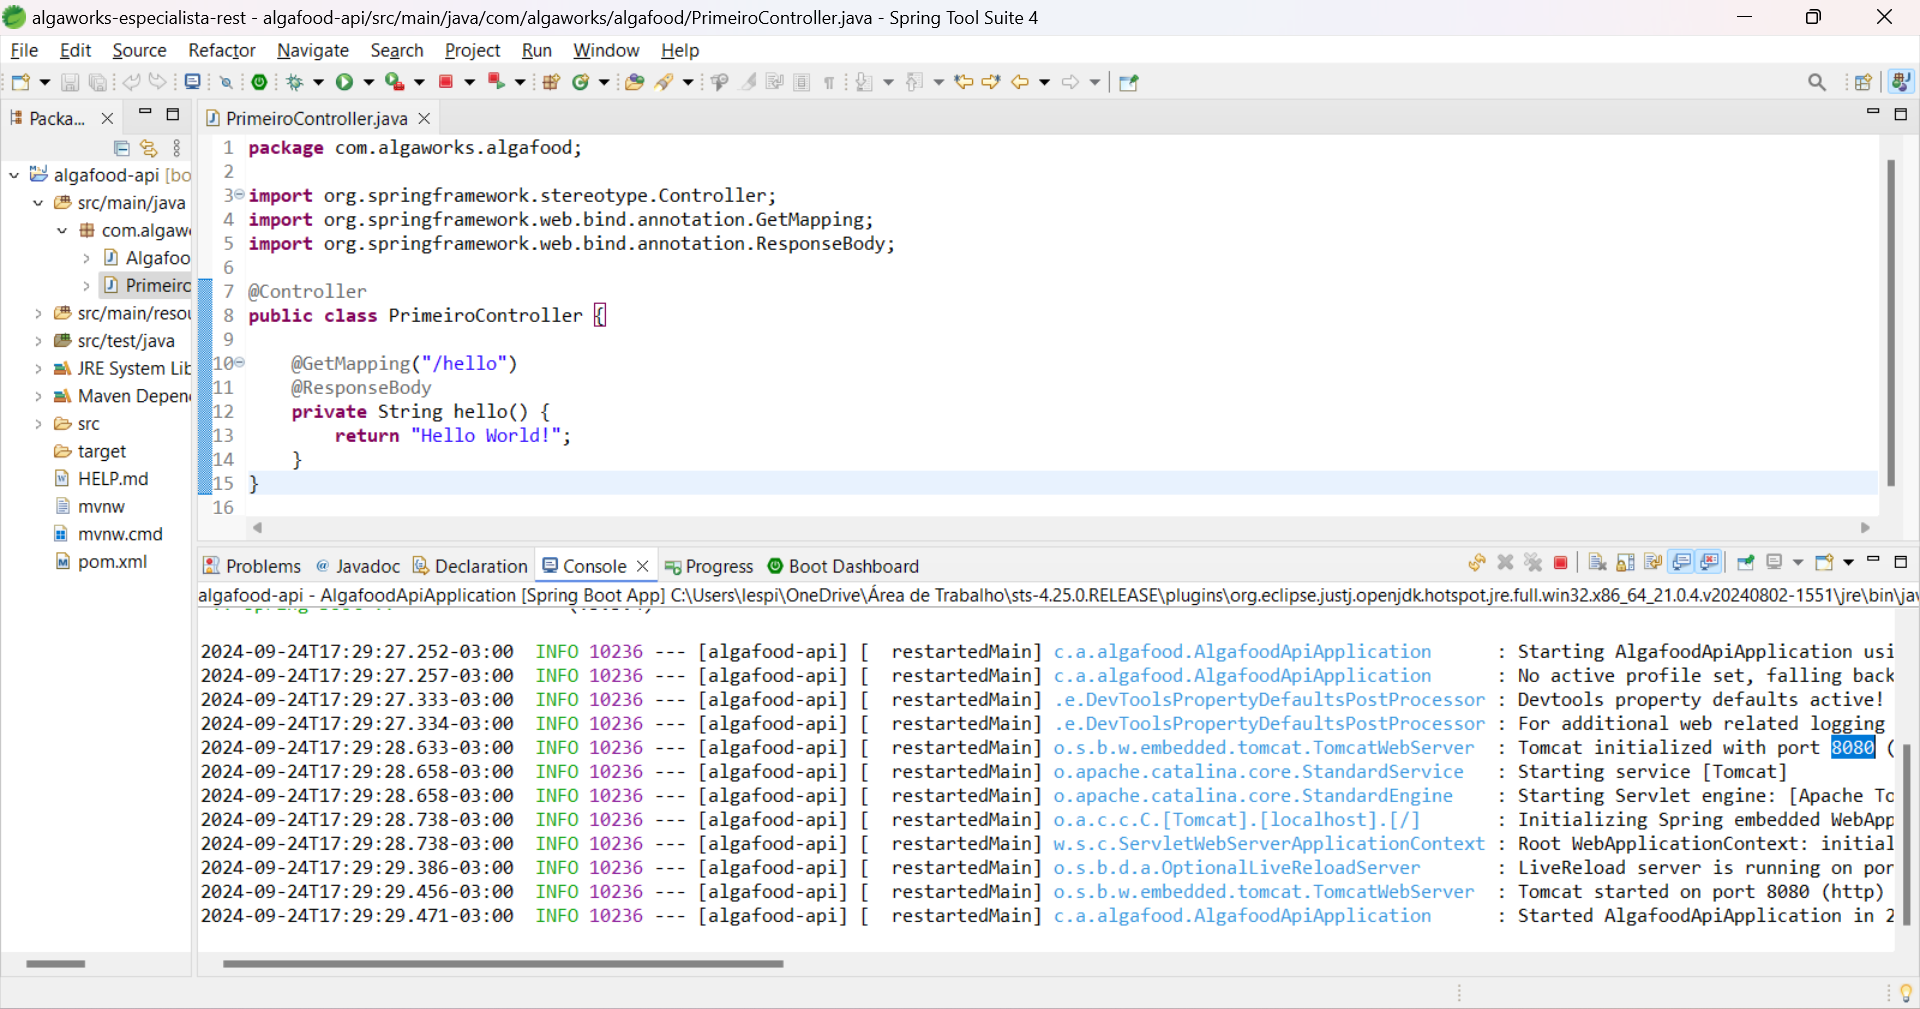 algaworks-especialista-rest - algafood-api/src/main/java/com/algaworks/algafood/PrimeiroController.java - Spring Tool Suite 4
File Edit Source Refactor Navigate Search Project Run Window Help
Packa...
PrimeiroController.java
algafood-api [bo
src/main/java
com.algaw
Algafoo
Primeiro
src/main/resou
src/test/java
JRE System Lib
Maven Depen
src
target
HELP.md
mvnw
mvnw.cmd
pom.xml
1 package com.algaworks.algafood;
2
3 import org.springframework.stereotype.Controller;
4 import org.springframework.web.bind.annotation.GetMapping;
5 import org.springframework.web.bind.annotation.ResponseBody;
6
7 @Controller
8 public class PrimeiroController {
9
10 @GetMapping("/hello")
11 @ResponseBody
12 private String hello() {
13 return "Hello World!";
14 }
15 }
16
Problems Javadoc Declaration Console Progress Boot Dashboard
algafood-api - AlgafoodApiApplication [Spring Boot App] C:\Users\lespi\OneDrive\Área de Trabalho\sts-4.25.0.RELEASE\plugins\org.eclipse.justj.openjdk.hotspot.jre.full.win32.x86_64_21.0.4.v20240802-1551\jre\bin\jav
2024-09-24T17:29:27.252-03:00 INFO 10236 --- [algafood-api] [ restartedMain] c.a.algafood.AlgafoodApiApplication : Starting AlgafoodApiApplication usi
2024-09-24T17:29:27.257-03:00 INFO 10236 --- [algafood-api] [ restartedMain] c.a.algafood.AlgafoodApiApplication : No active profile set, falling back
2024-09-24T17:29:27.333-03:00 INFO 10236 --- [algafood-api] [ restartedMain] .e.DevToolsPropertyDefaultsPostProcessor : Devtools property defaults active!
2024-09-24T17:29:27.334-03:00 INFO 10236 --- [algafood-api] [ restartedMain] .e.DevToolsPropertyDefaultsPostProcessor : For additional web related logging
2024-09-24T17:29:28.633-03:00 INFO 10236 --- [algafood-api] [ restartedMain] o.s.b.w.embedded.tomcat.TomcatWebServer : Tomcat initialized with port 8080 (
2024-09-24T17:29:28.658-03:00 INFO 10236 --- [algafood-api] [ restartedMain] o.apache.catalina.core.StandardService : Starting service [Tomcat]
2024-09-24T17:29:28.658-03:00 INFO 10236 --- [algafood-api] [ restartedMain] o.apache.catalina.core.StandardEngine : Starting Servlet engine: [Apache To
2024-09-24T17:29:28.738-03:00 INFO 10236 --- [algafood-api] [ restartedMain] o.a.c.c.C.[Tomcat].[localhost].[/] : Initializing Spring embedded WebApp
2024-09-24T17:29:28.738-03:00 INFO 10236 --- [algafood-api] [ restartedMain] w.s.c.ServletWebServerApplicationContext : Root WebApplicationContext: initial
2024-09-24T17:29:29.386-03:00 INFO 10236 --- [algafood-api] [ restartedMain] o.s.b.d.a.OptionalLiveReloadServer : LiveReload server is running on por
2024-09-24T17:29:29.456-03:00 INFO 10236 --- [algafood-api] [ restartedMain] o.s.b.w.embedded.tomcat.TomcatWebServer : Tomcat started on port 8080 (http)
2024-09-24T17:29:29.471-03:00 INFO 10236 --- [algafood-api] [ restartedMain] c.a.algafood.AlgafoodApiApplication : Started AlgafoodApiApplication in 2